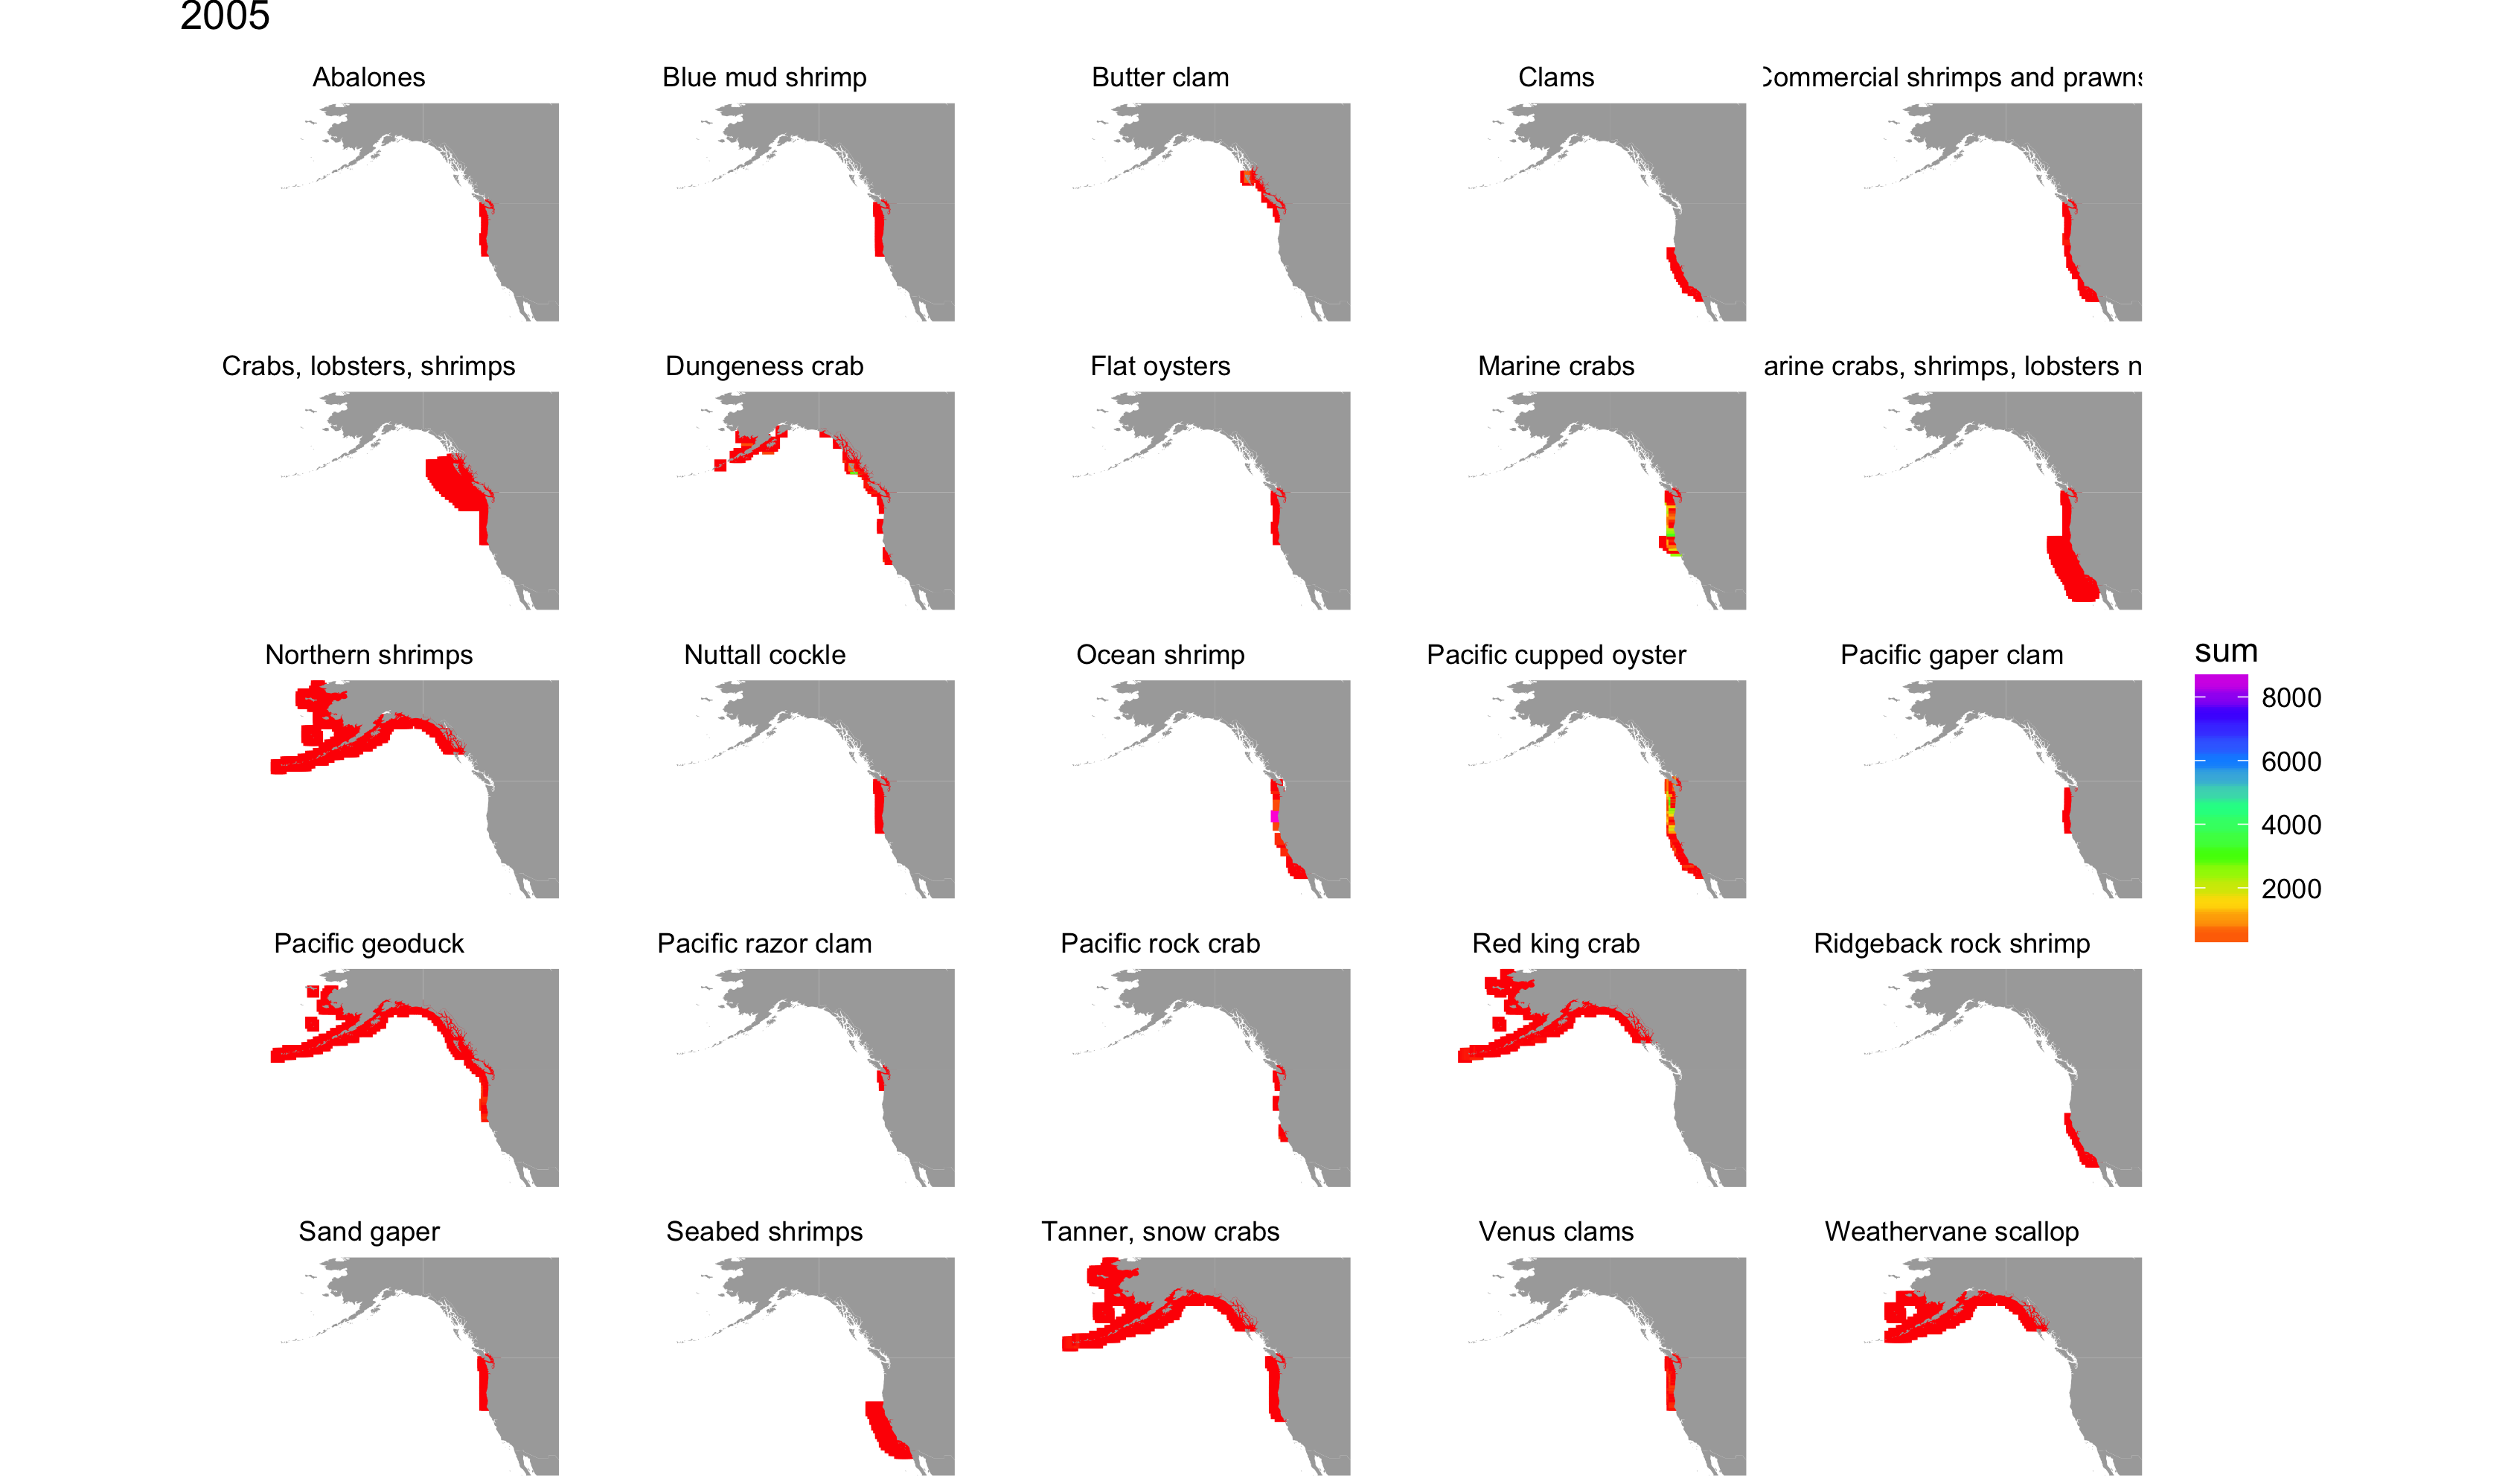 2005
Abalones
Blue mud shrimp
Butter clam
Clams
Commercial shrimps and prawns
Crabs, lobsters, shrimps
Dungeness crab
Flat oysters
Marine crabs
arine crabs, shrimps, lobsters n
Northern shrimps
Nuttall cockle
Ocean shrimp
Pacific cupped oyster
Pacific gaper clam
sum
8000
6000
4000
2000
Pacific geoduck
Pacific razor clam
Pacific rock crab
Red king crab
Ridgeback rock shrimp
Sand gaper
Seabed shrimps
Tanner, snow crabs
Venus clams
Weathervane scallop